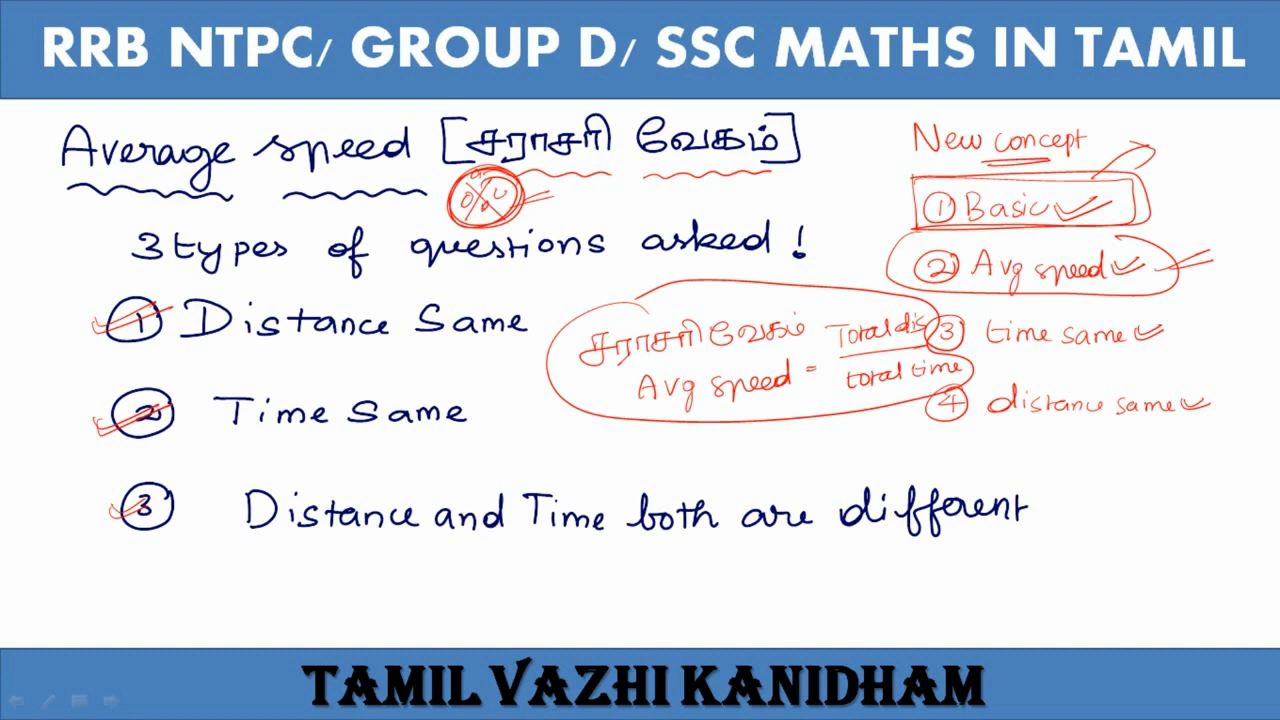 RRB NTPC/ GROUP D/ SSC MATHS IN TAMIL
Average speed [சராசரி வேகம்]
3 types of questions asked !
① Distance Same
② Time Same
③ Distance and Time both are different
New concept
① Basic
② Avg speed
③ time same
④ distance same
சராசரி வேகம் Total dis
Avg speed = total time
TAMIL VAZHI KANIDHAM